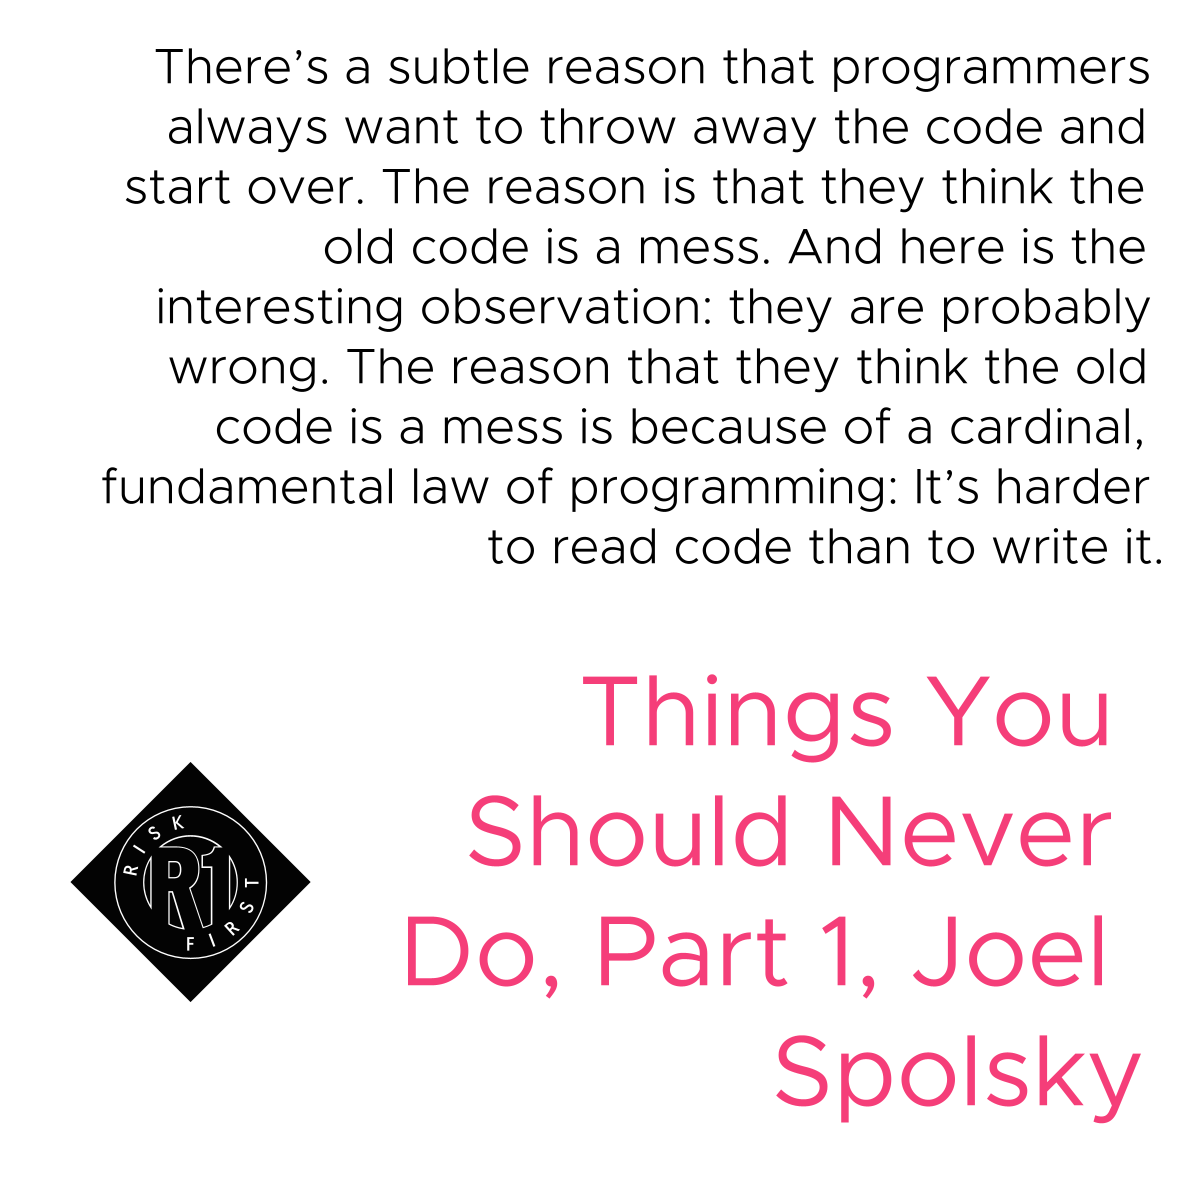 There’s a subtle reason that programmers
always want to throw away the code and
start over. The reason is that they think the
old code is a mess. And here is the
interesting observation: they are probably
wrong. The reason that they think the old
code is a mess is because of a cardinal,
fundamental law of programming: It’s harder
to read code than to write it.
Things You
Should Never
Do, Part 1, Joel
Spolsky
RISK
R1
FIRST